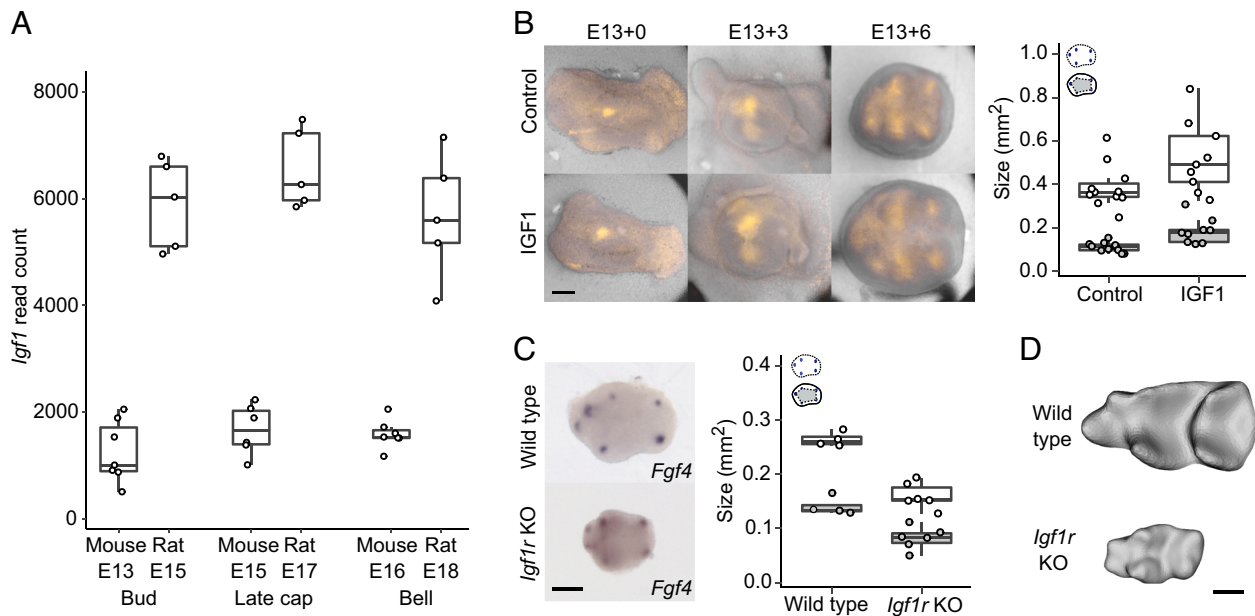 A
Igf1 read count
8000
6000
4000
2000
0
Mouse Rat Mouse Rat Mouse Rat
E13 E15 E15 E17 E16 E18
Bud Late cap Bell
B
E13+0 E13+3 E13+6
Control
IGF1
Size (mm²)
1.0
0.8
0.6
0.4
0.2
0.0
Control IGF1
C
Wild type
Fgf4
Igf1r KO
Fgf4
Size (mm²)
0.4
0.3
0.2
0.1
0.0
Wild type Igf1r KO
D
Wild
type
Igf1r
KO